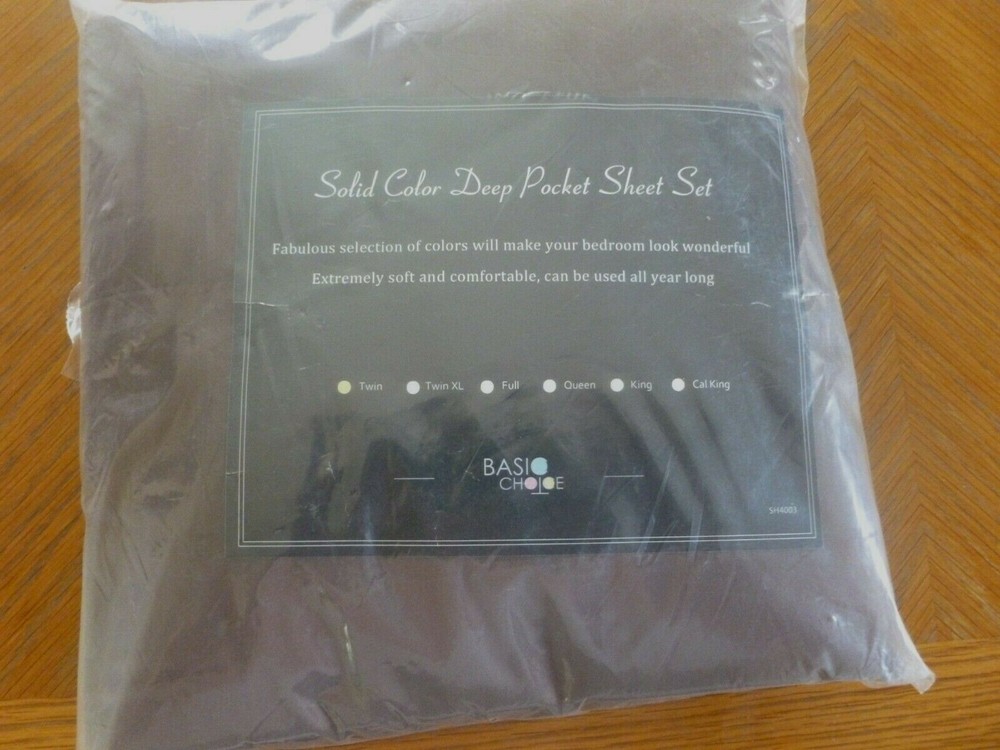 Solid Color Deep Pocket Sheet Set
Fabulous selection of colors will make your bedroom look wonderful
Extremely soft and comfortable, can be used all year long
Twin Twin XL Full Queen King Cal King
BASIC
CHOICE
SH4003